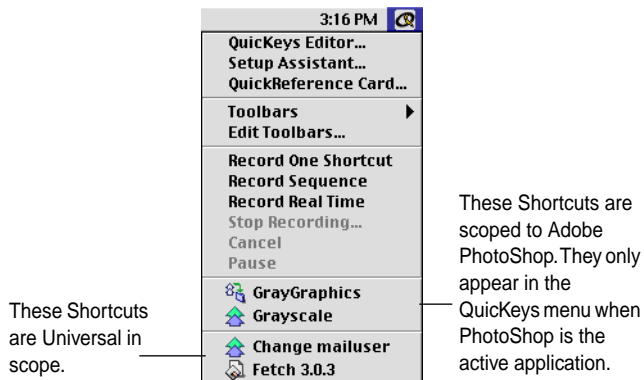 3:16 PM
QuicKeys Editor...
Setup Assistant...
QuickReference Card...
Toolbars
Edit Toolbars...
Record One Shortcut
Record Sequence
Record Real Time
Stop Recording...
Cancel
Pause
GrayGraphics
Grayscale
Change mailuser
Fetch 3.0.3
These Shortcuts
are Universal in
scope.
These Shortcuts are
scoped to Adobe
PhotoShop. They only
appear in the
QuicKeys menu when
PhotoShop is the
active application.